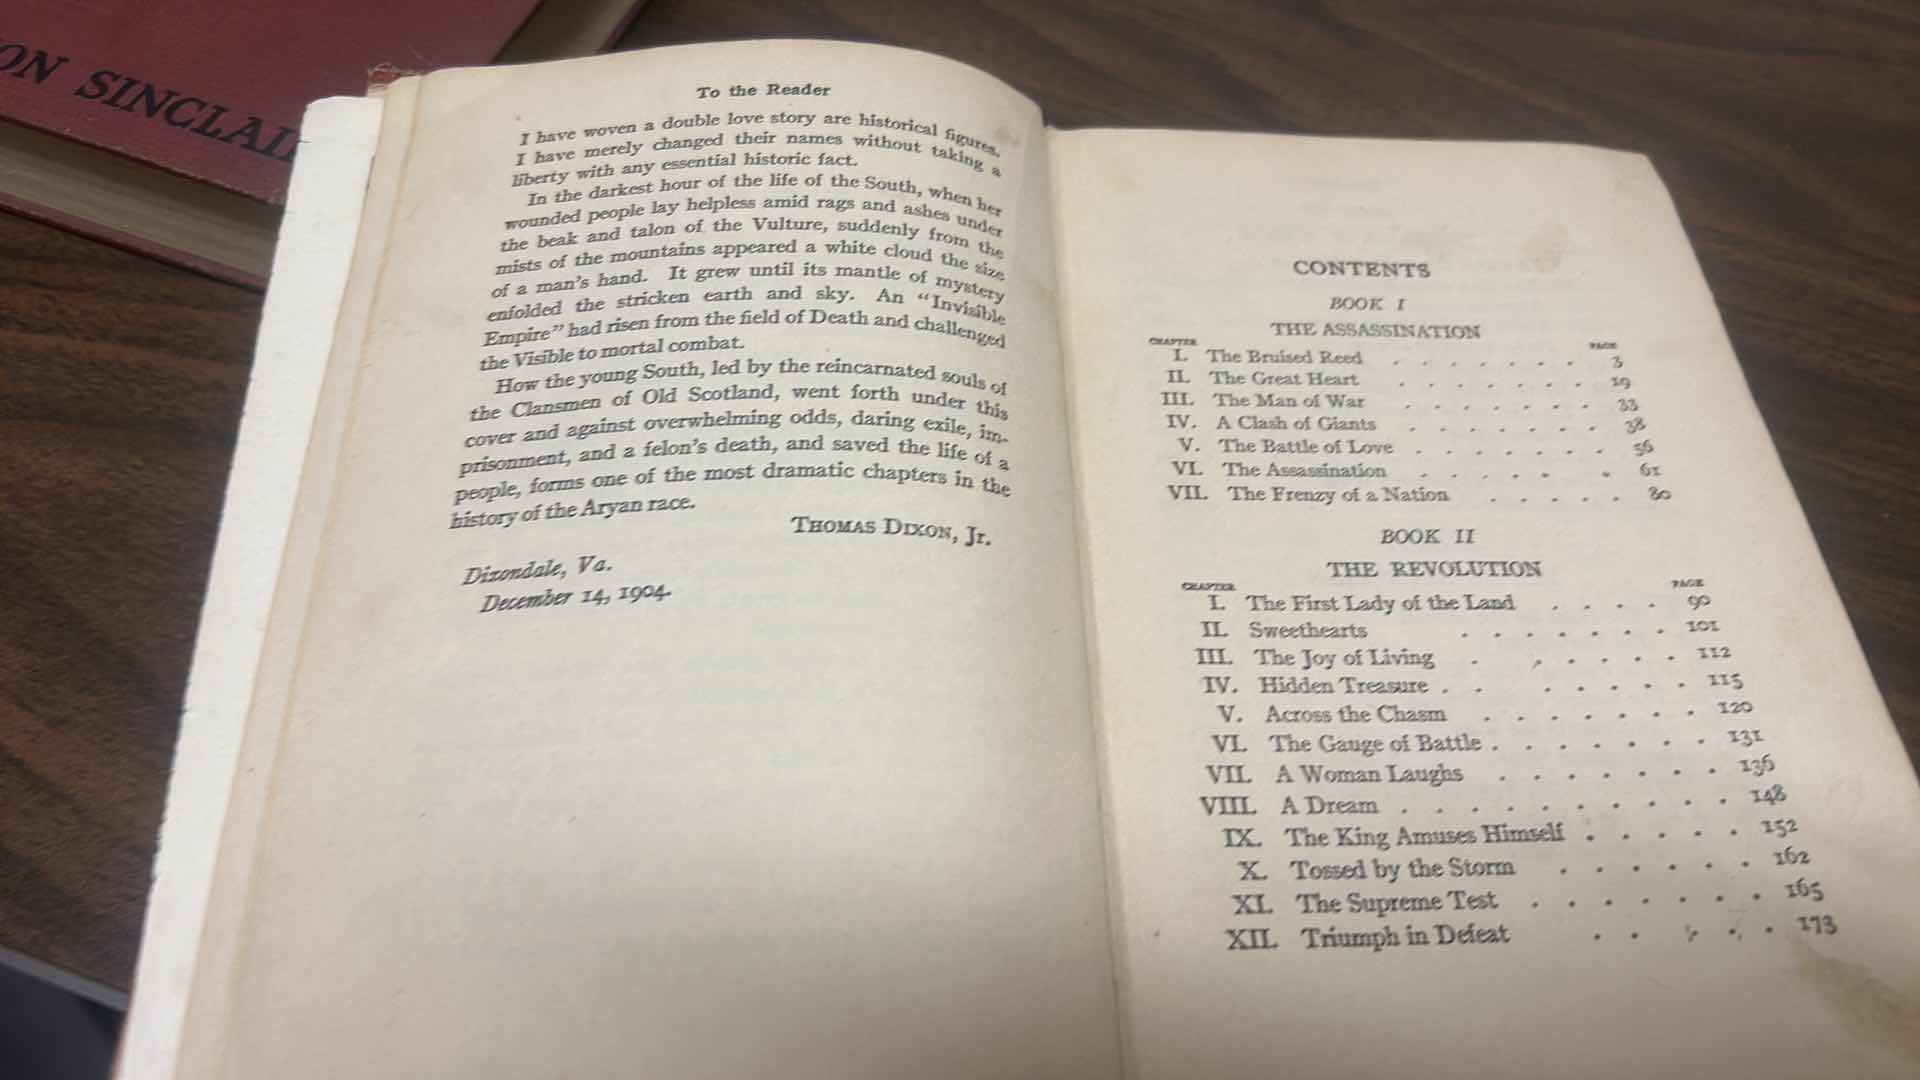 ON SINCLAI
To the Reader
I have woven a double love story are historical figures.
I have merely changed their names without taking a
liberty with any essential historic fact.
In the darkest hour of the life of the South, when her
wounded people lay helpless amid rags and ashes under
the beak and talon of the Vulture, suddenly from the
mists of the mountains appeared a white cloud the size
of a man's hand. It grew until its mantle of mystery
enfolded the stricken earth and sky. An "Invisible
Empire" had risen from the field of Death and challenged
the Visible to mortal combat.
How the young South, led by the reincarnated souls of
the Clansmen of Old Scotland, went forth under this
cover and against overwhelming odds, daring exile, im-
prisonment, and a felon's death, and saved the life of a
people, forms one of the most dramatic chapters in the
history of the Aryan race.
THOMAS DIXON, Jr.
Dixondale, Va.
December 14, 1904.
CONTENTS
BOOK I
THE ASSASSINATION
CHAPTER PAGE
I. The Bruised Reed . . . . . . . 3
II. The Great Heart . . . . . . 19
III. The Man of War . . . . . . . 33
IV. A Clash of Giants . . . . . . 38
V. The Battle of Love . . . . . . . 56
VI. The Assassination . . . . . 61
VII. The Frenzy of a Nation . . . . . 80
BOOK II
THE REVOLUTION
CHAPTER PAGE
I. The First Lady of the Land . . . . 90
II. Sweethearts . . . . . . . 101
III. The Joy of Living . . . . . . 112
IV. Hidden Treasure . . . . . . . 115
V. Across the Chasm . . . . . . . 120
VI. The Gauge of Battle . . . . . . . 131
VII. A Woman Laughs . . . . . . . 136
VIII. A Dream . . . . . . . . . . 148
IX. The King Amuses Himself . . . . . 152
X. Tossed by the Storm . . . . . . 162
XI. The Supreme Test . . . . . . . 165
XII. Triumph in Defeat . . . . . 173